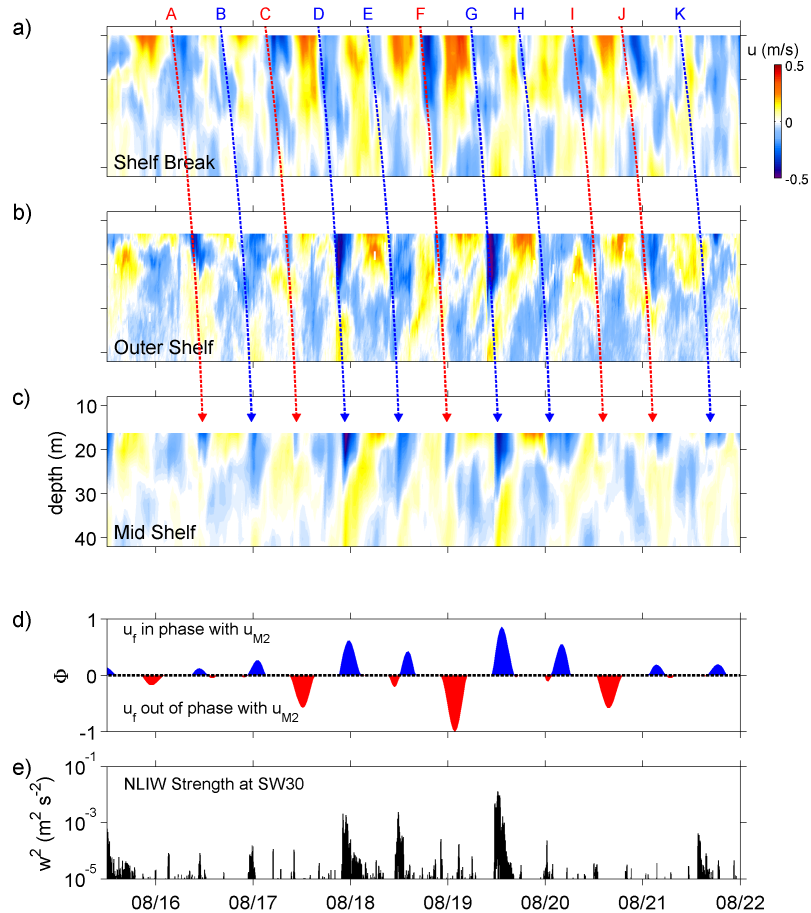 A B C D E F G H I J K
a)
u (m/s)
0.5
0
-0.5
Shelf Break
b)
Outer Shelf
c)
10
20
30
40
depth (m)
Mid Shelf
d)
1
0
-1
Φ
u_f in phase with u_M2
u_f out of phase with u_M2
e)
NLIW Strength at SW30
10^-1
10^-3
10^-5
w^2 (m^2 s^-2)
08/16 08/17 08/18 08/19 08/20 08/21 08/22